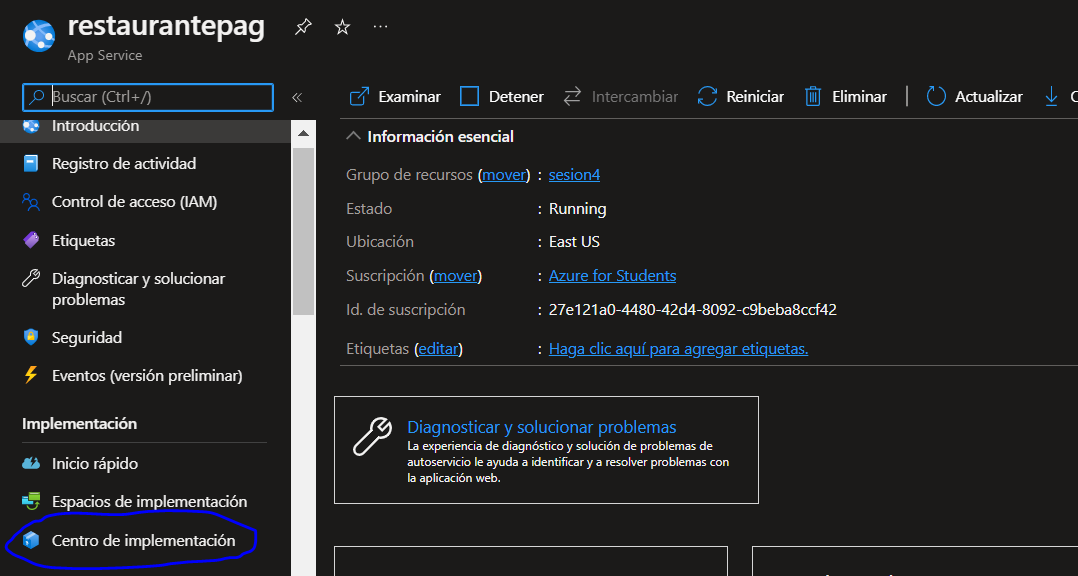 restaurantepag
App Service
Buscar (Ctrl+/)
«
Introducción
Registro de actividad
Control de acceso (IAM)
Etiquetas
Diagnosticar y solucionar
problemas
Seguridad
Eventos (versión preliminar)
Implementación
Inicio rápido
Espacios de implementación
Centro de implementación
Examinar
Detener
Intercambiar
Reiniciar
Eliminar
Actualizar
Información esencial
Grupo de recursos (mover) : sesion4
Estado : Running
Ubicación : East US
Suscripción (mover) : Azure for Students
Id. de suscripción : 27e121a0-4480-42d4-8092-c9beba8ccf42
Etiquetas (editar) : Haga clic aquí para agregar etiquetas.
Diagnosticar y solucionar problemas
La experiencia de diagnóstico y solución de problemas de
autoservicio le ayuda a identificar y a resolver problemas con
la aplicación web.